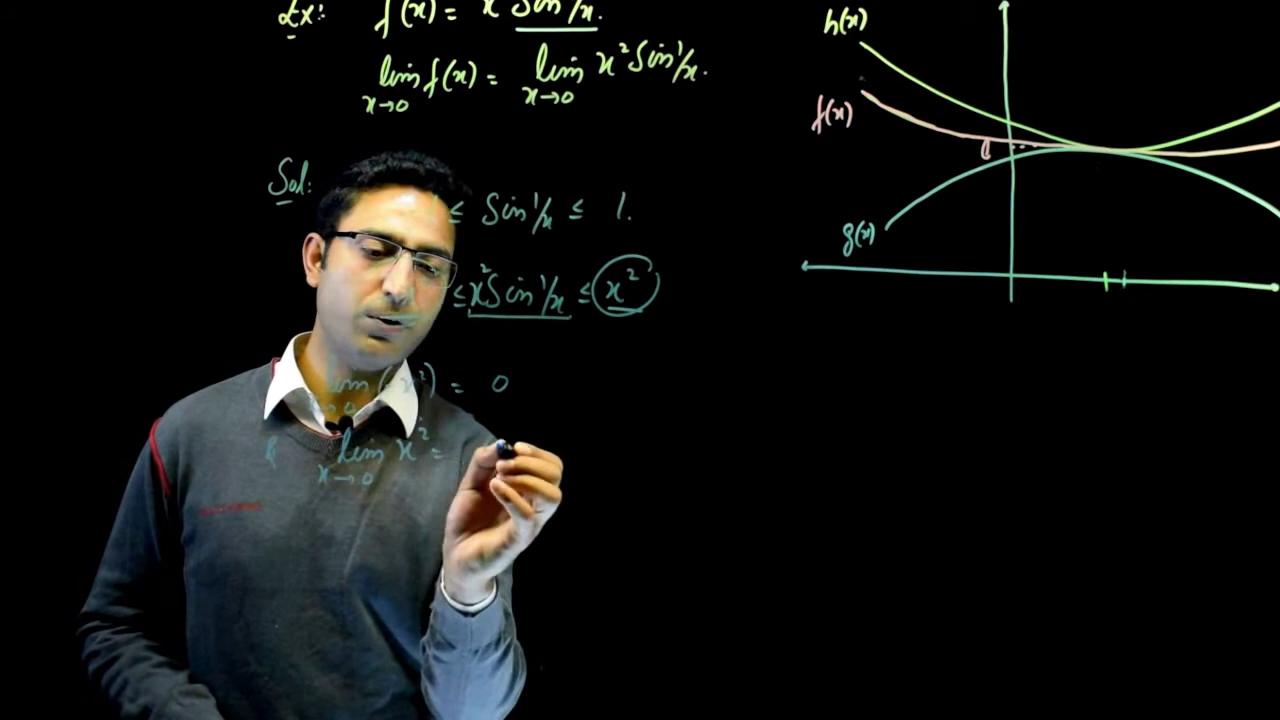 Ex: f(x) = x² Sin 1/x.
lim x→0 f(x) = lim x→0 x² Sin 1/x.
Sol: ≤ Sin 1/x ≤ 1.
≤ x² Sin 1/x ≤ x²
lim x→0 (-x²) = 0
& lim x→0 x² =
h(x)
f(x)
l
g(x)